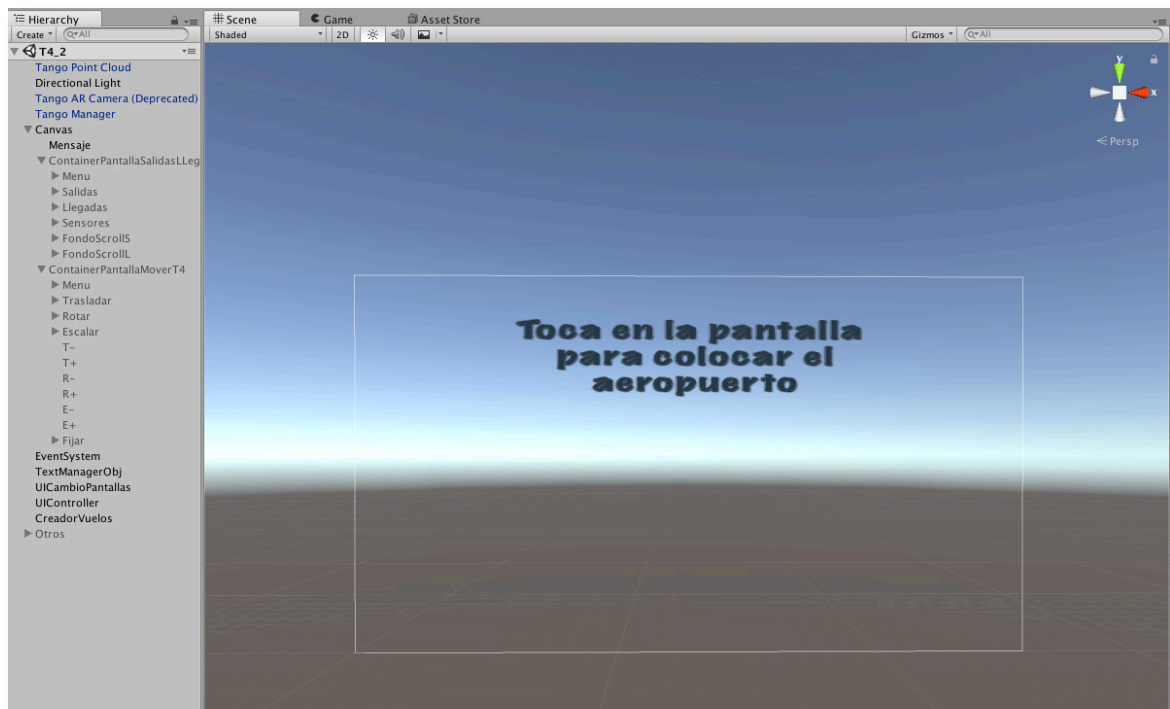 Hierarchy
Create All
T4_2
Tango Point Cloud
Directional Light
Tango AR Camera (Deprecated)
Tango Manager
Canvas
Mensaje
ContainerPantallaSalidasLLeg
Menu
Salidas
Llegadas
Sensores
FondoScrollS
FondoScrollL
ContainerPantallaMoverT4
Menu
Trasladar
Rotar
Escalar
T-
T+
R-
R+
E-
E+
Fijar
EventSystem
TextManagerObj
UICambioPantallas
UIController
CreadorVuelos
Otros
Scene Game Asset Store
Shaded 2D Gizmos All
y
x
Persp
Toca en la pantalla
para colocar el
aeropuerto